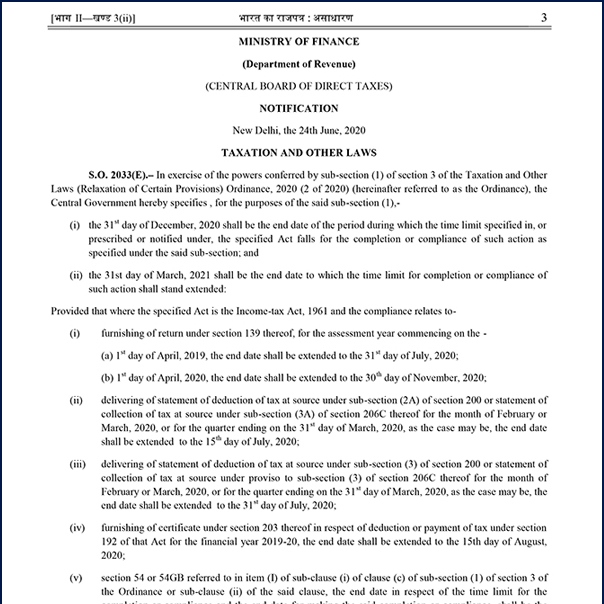 [भाग II—खण्ड 3(ii)] भारत का राजपत्र : असाधारण 3
MINISTRY OF FINANCE
(Department of Revenue)
(CENTRAL BOARD OF DIRECT TAXES)
NOTIFICATION
New Delhi, the 24th June, 2020
TAXATION AND OTHER LAWS
S.O. 2033(E).– In exercise of the powers conferred by sub-section (1) of section 3 of the Taxation and Other
Laws (Relaxation of Certain Provisions) Ordinance, 2020 (2 of 2020) (hereinafter referred to as the Ordinance), the
Central Government hereby specifies , for the purposes of the said sub-section (1),-
(i) the 31st day of December, 2020 shall be the end date of the period during which the time limit specified in, or
prescribed or notified under, the specified Act falls for the completion or compliance of such action as
specified under the said sub-section; and
(ii) the 31st day of March, 2021 shall be the end date to which the time limit for completion or compliance of
such action shall stand extended:
Provided that where the specified Act is the Income-tax Act, 1961 and the compliance relates to-
(i) furnishing of return under section 139 thereof, for the assessment year commencing on the -
(a) 1st day of April, 2019, the end date shall be extended to the 31st day of July, 2020;
(b) 1st day of April, 2020, the end date shall be extended to the 30th day of November, 2020;
(ii) delivering of statement of deduction of tax at source under sub-section (2A) of section 200 or statement of
collection of tax at source under sub-section (3A) of section 206C thereof for the month of February or
March, 2020, or for the quarter ending on the 31st day of March, 2020, as the case may be, the end date
shall be extended to the 15th day of July, 2020;
(iii) delivering of statement of deduction of tax at source under sub-section (3) of section 200 or statement of
collection of tax at source under proviso to sub-section (3) of section 206C thereof for the month of
February or March, 2020, or for the quarter ending on the 31st day of March, 2020, as the case may be, the
end date shall be extended to the 31st day of July, 2020;
(iv) furnishing of certificate under section 203 thereof in respect of deduction or payment of tax under section
192 of that Act for the financial year 2019-20, the end date shall be extended to the 15th day of August,
2020;
(v) section 54 or 54GB referred to in item (I) of sub-clause (i) of clause (c) of sub-section (1) of section 3 of
the Ordinance or sub-clause (ii) of the said clause, the end date in respect of the time limit for the